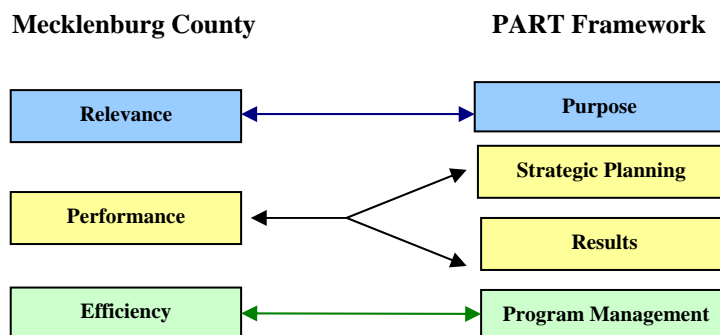 Mecklenburg County
PART Framework
Relevance
Purpose
Performance
Strategic Planning
Results
Efficiency
Program Management